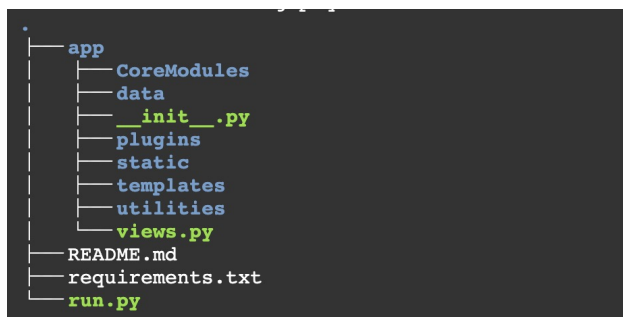 .
├── app
│   ├── CoreModules
│   ├── data
│   ├── __init__.py
│   ├── plugins
│   ├── static
│   ├── templates
│   ├── utilities
│   └── views.py
├── README.md
├── requirements.txt
└── run.py